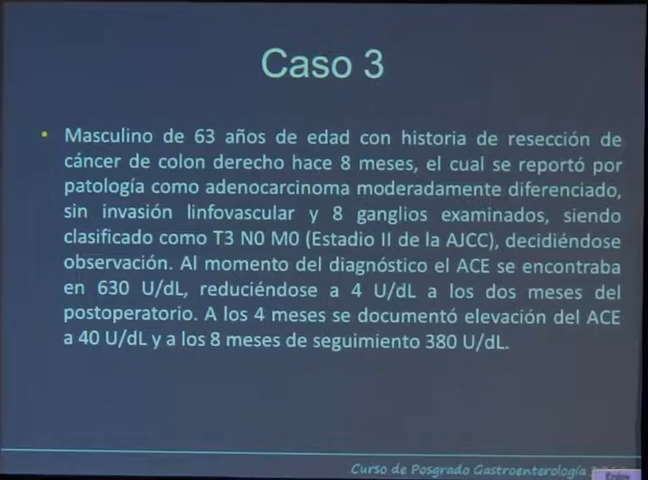 Caso 3
• Masculino de 63 años de edad con historia de resección de
cáncer de colon derecho hace 8 meses, el cual se reportó por
patología como adenocarcinoma moderadamente diferenciado,
sin invasión linfovascular y 8 ganglios examinados, siendo
clasificado como T3 N0 M0 (Estadio II de la AJCC), decidiéndose
observación. Al momento del diagnóstico el ACE se encontraba
en 630 U/dL, reduciéndose a 4 U/dL a los dos meses del
postoperatorio. A los 4 meses se documentó elevación del ACE
a 40 U/dL y a los 8 meses de seguimiento 380 U/dL.
Curso de Posgrado Gastroenterología